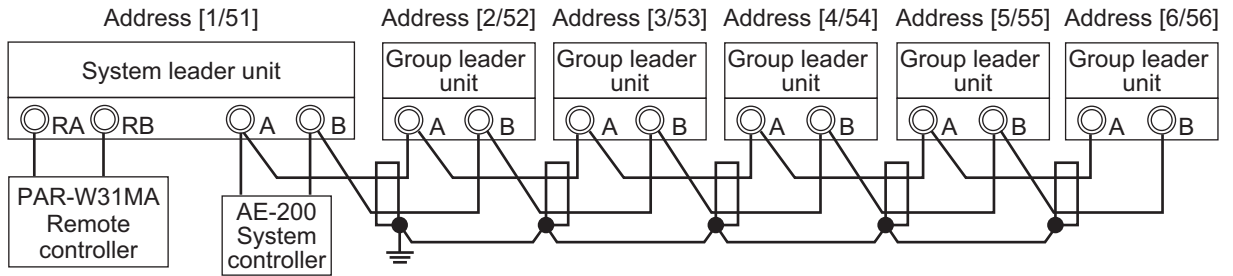 Address [1/51]
Address [2/52]
Address [3/53]
Address [4/54]
Address [5/55]
Address [6/56]
System leader unit
Group leader
unit
Group leader
unit
Group leader
unit
Group leader
unit
Group leader
unit
RA
RB
A
B
A
B
A
B
A
B
A
B
A
B
PAR-W31MA
Remote
controller
AE-200
System
controller